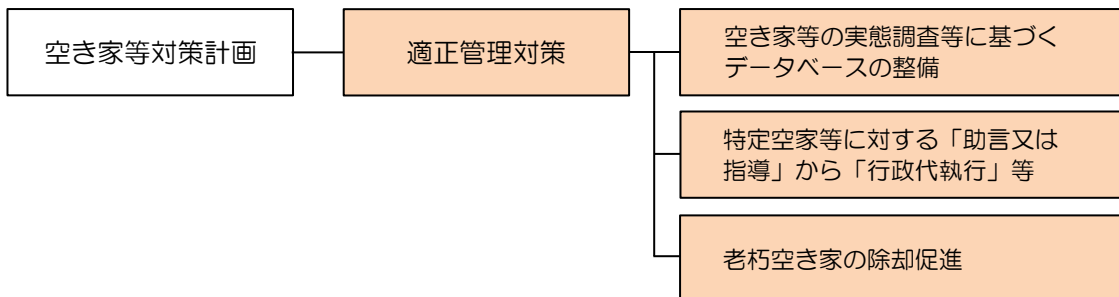 空き家等対策計画
適正管理対策
空き家等の実態調査等に基づく
データベースの整備
特定空家等に対する「助言又は
指導」から「行政代執行」等
老朽空き家の除却促進